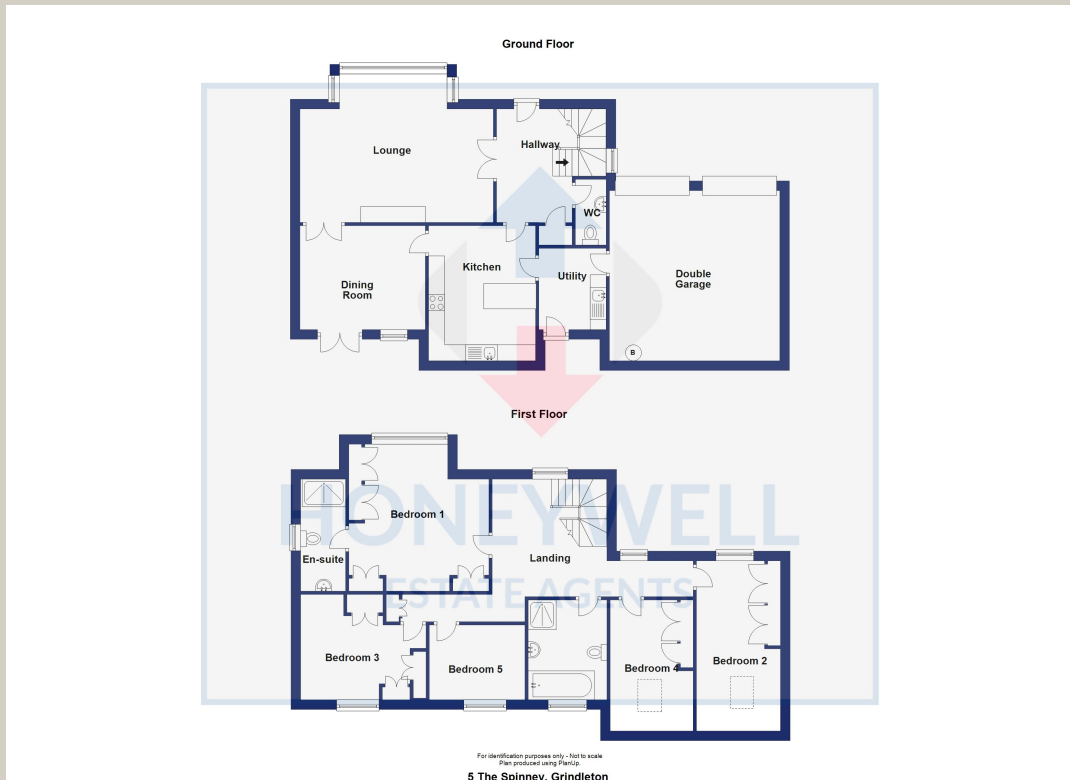 Ground Floor
Lounge
Hallway
WC
Kitchen
Utility
Dining
Room
Double
Garage
B
First Floor
HONEYWELL
ESTATE AGENTS
Bedroom 1
En-suite
Landing
Bedroom 3
Bedroom 5
Bedroom 4
Bedroom 2
For identification purposes only - Not to scale
Plan produced using PlanUp.
5 The Spinney, Grindleton